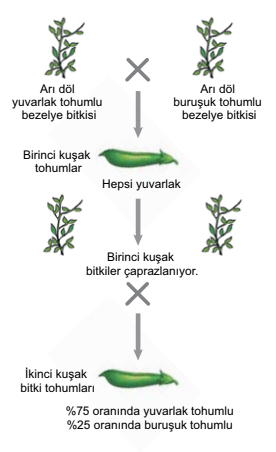 Arı döl
yuvarlak tohumlu
bezelye bitkisi
Arı döl
buruşuk tohumlu
bezelye bitkisi
Birinci kuşak
tohumlar
Hepsi yuvarlak
Birinci kuşak
bitkiler çaprazlanıyor.
İkinci kuşak
bitki tohumları
%75 oranında yuvarlak tohumlu
%25 oranında buruşuk tohumlu